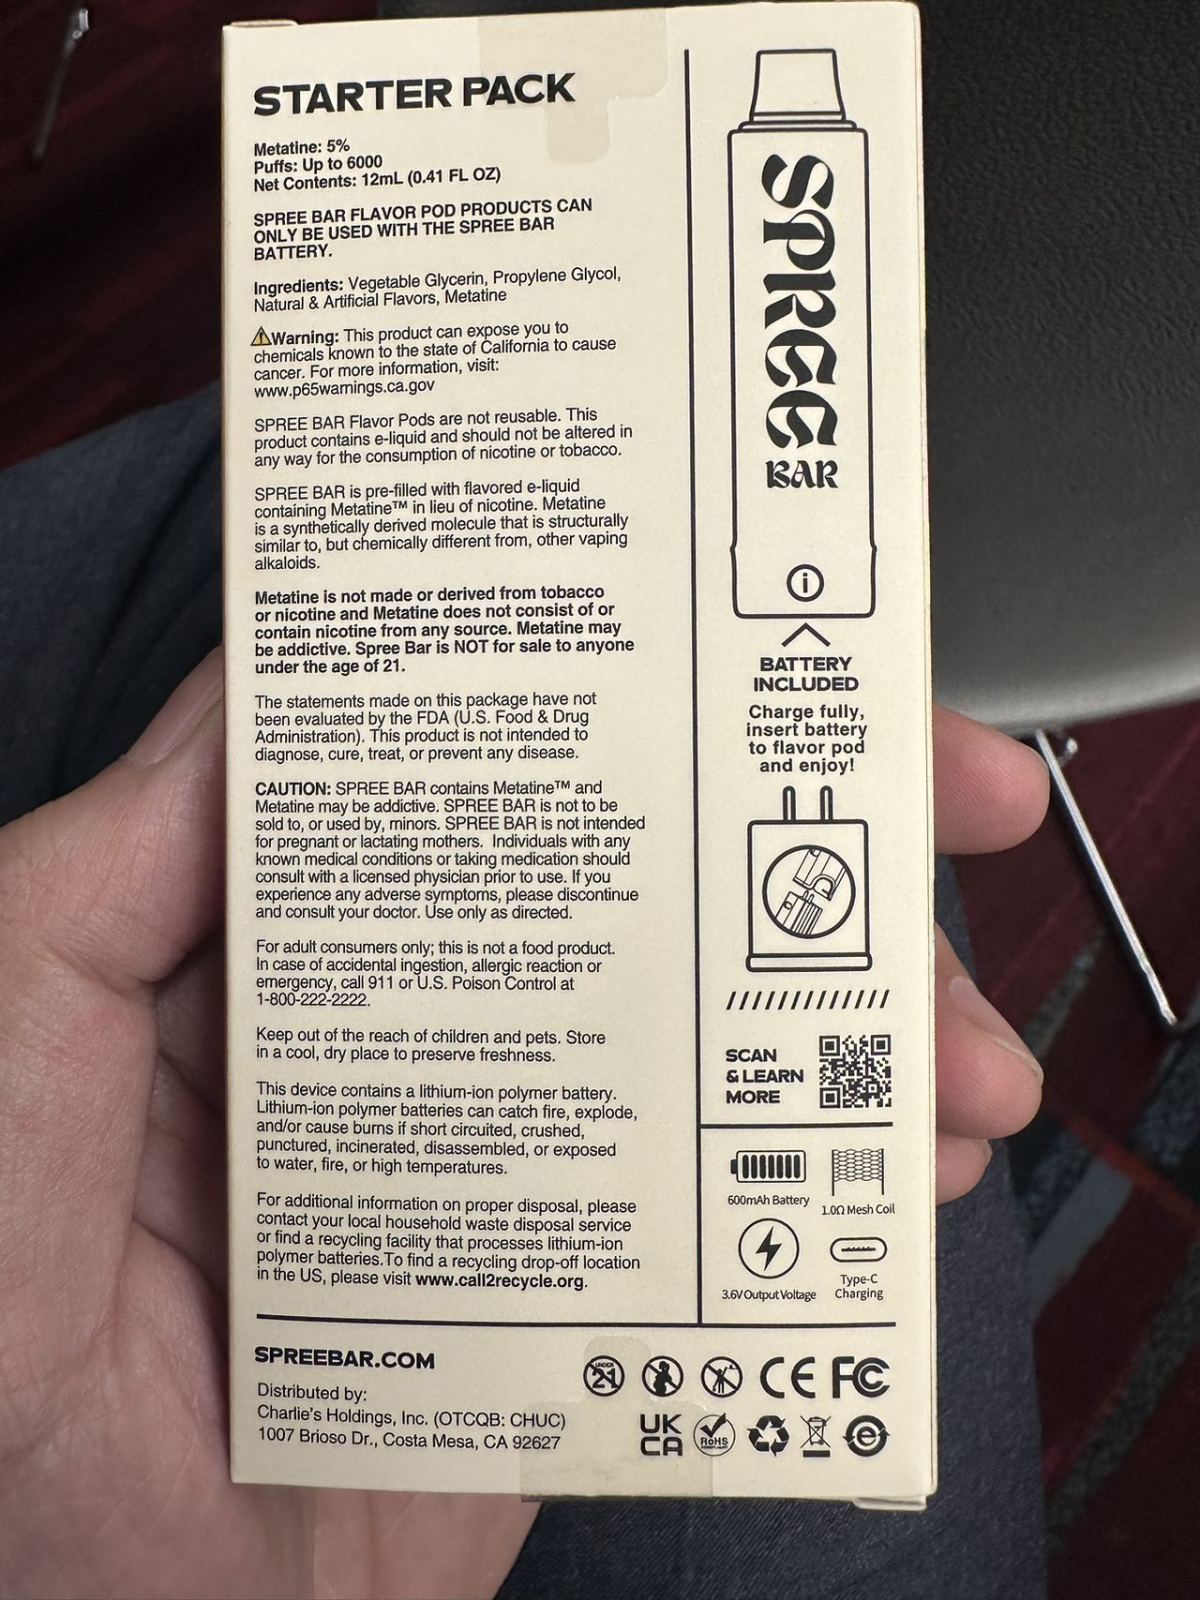 STARTER PACK
Metatine: 5%
Puffs: Up to 6000
Net Contents: 12mL (0.41 FL OZ)
SPREE BAR FLAVOR POD PRODUCTS CAN
ONLY BE USED WITH THE SPREE BAR
BATTERY.
Ingredients: Vegetable Glycerin, Propylene Glycol,
Natural & Artificial Flavors, Metatine
Warning: This product can expose you to
chemicals known to the state of California to cause
cancer. For more information, visit:
www.p65warnings.ca.gov
SPREE BAR Flavor Pods are not reusable. This
product contains e-liquid and should not be altered in
any way for the consumption of nicotine or tobacco.
SPREE BAR is pre-filled with flavored e-liquid
containing Metatine™ in lieu of nicotine. Metatine
is a synthetically derived molecule that is structurally
similar to, but chemically different from, other vaping
alkaloids.
Metatine is not made or derived from tobacco
or nicotine and Metatine does not consist of or
contain nicotine from any source. Metatine may
be addictive. Spree Bar is NOT for sale to anyone
under the age of 21.
The statements made on this package have not
been evaluated by the FDA (U.S. Food & Drug
Administration). This product is not intended to
diagnose, cure, treat, or prevent any disease.
CAUTION: SPREE BAR contains Metatine™ and
Metatine may be addictive. SPREE BAR is not to be
sold to, or used by, minors. SPREE BAR is not intended
for pregnant or lactating mothers. Individuals with any
known medical conditions or taking medication should
consult with a licensed physician prior to use. If you
experience any adverse symptoms, please discontinue
and consult your doctor. Use only as directed.
For adult consumers only; this is not a food product.
In case of accidental ingestion, allergic reaction or
emergency, call 911 or U.S. Poison Control at
1-800-222-2222.
Keep out of the reach of children and pets. Store
in a cool, dry place to preserve freshness.
This device contains a lithium-ion polymer battery.
Lithium-ion polymer batteries can catch fire, explode,
and/or cause burns if short circuited, crushed,
punctured, incinerated, disassembled, or exposed
to water, fire, or high temperatures.
For additional information on proper disposal, please
contact your local household waste disposal service
or find a recycling facility that processes lithium-ion
polymer batteries.To find a recycling drop-off location
in the US, please visit www.call2recycle.org.
SPREE
BAR
BATTERY
INCLUDED
Charge fully,
insert battery
to flavor pod
and enjoy!
SCAN
& LEARN
MORE
600mAh Battery
1.0Ω Mesh Coil
3.6V Output Voltage
Type-C
Charging
SPREEBAR.COM
Distributed by:
Charlie's Holdings, Inc. (OTCQB: CHUC)
1007 Brioso Dr., Costa Mesa, CA 92627
UNDER
21
CE FC
UK
CA
RoHS